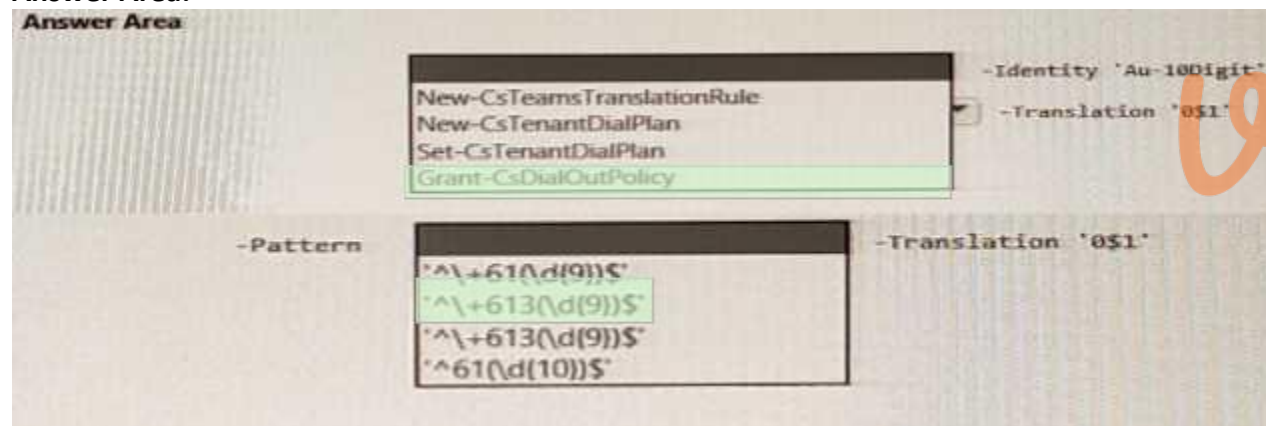 Answer Area
-Identity 'Au-10Digit'
New-CsTeamsTranslationRule
New-CsTenantDialPlan
-Translation '0$1'
Set-CsTenantDialPlan
Grant-CsDialOutPolicy
-Pattern
-Translation '0$1'
'^\+61(\d{9})$'
'^\+613(\d{9})$'
'^\+613(\d{9})$'
'^61(\d{10})$'